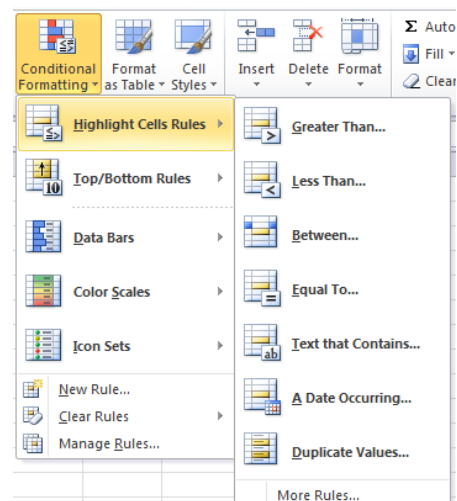 Conditional Formatting
Format as Table
Cell Styles
Insert
Delete
Format
Σ Auto
Fill
Clear
Highlight Cells Rules
Top/Bottom Rules
Data Bars
Color Scales
Icon Sets
New Rule...
Clear Rules
Manage Rules...
Greater Than...
Less Than...
Between...
Equal To...
Text that Contains...
A Date Occurring...
Duplicate Values...
More Rules...